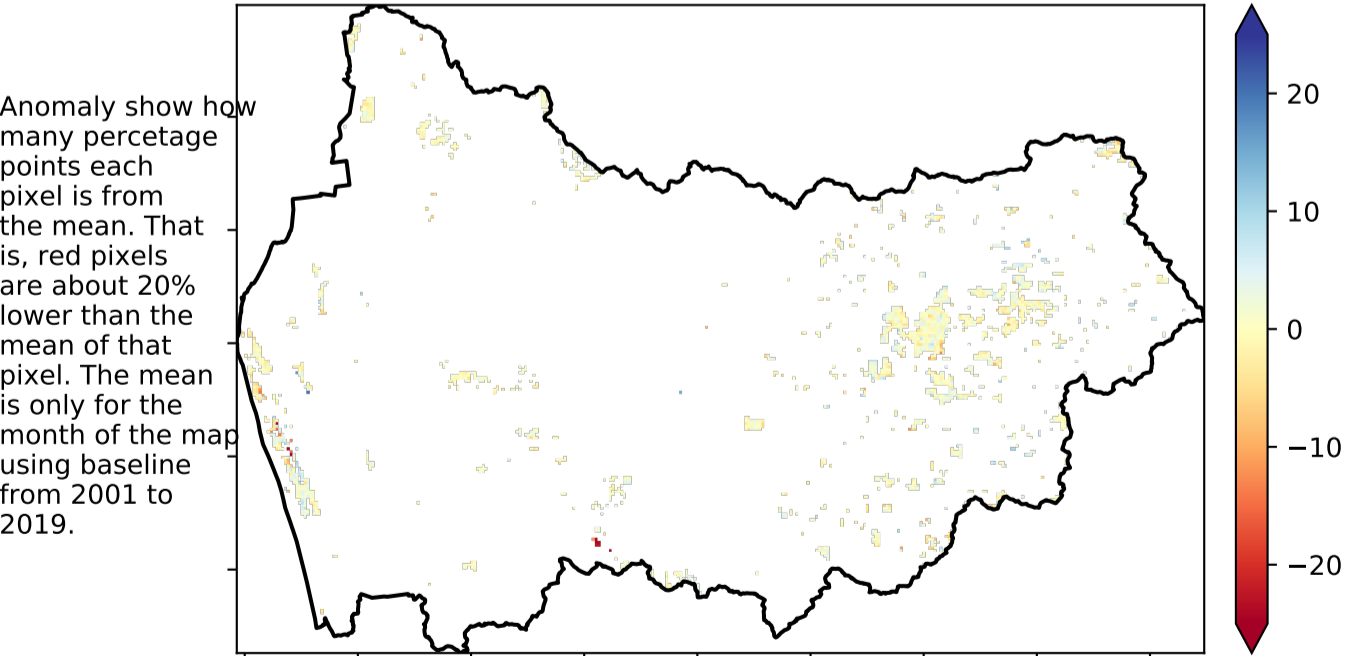 Anomaly show how
many percetage
points each
pixel is from
the mean. That
is, red pixels
are about 20%
lower than the
mean of that
pixel. The mean
is only for the
month of the map
using baseline
from 2001 to
2019.
20
10
0
−10
−20